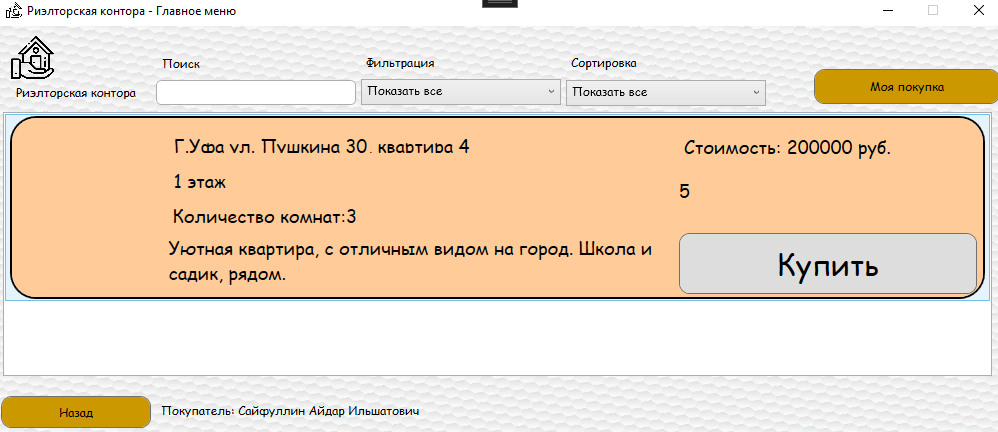 Риэлторская контора - Главное меню
Поиск
Фильтрация
Сортировка
Риэлторская контора
Показать все
Показать все
Моя покупка
Г.Уфа ул. Пушкина 30, квартира 4
Стоимость: 200000 руб.
1 этаж
5
Количество комнат:3
Уютная квартира, с отличным видом на город. Школа и
садик, рядом.
Купить
Назад
Покупатель: Сайфуллин Айдар Ильшатович